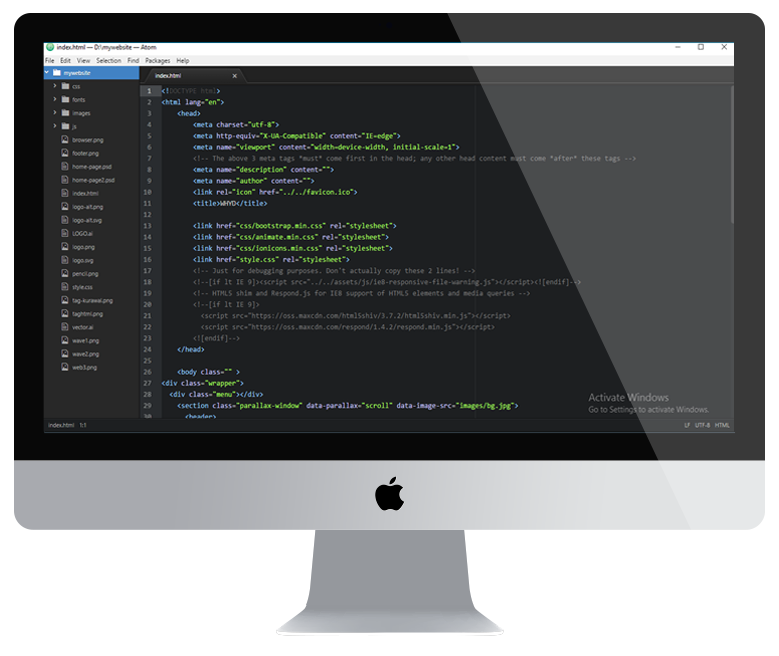 index.html — D:\mywebsite — Atom
File Edit View Selection Find Packages Help
mywebsite
css
fonts
images
js
browser.png
footer.png
home-page.psd
home-page2.psd
index.html
logo-alt.png
logo-alt.svg
LOGO.ai
logo.png
logo.svg
pencil.png
style.css
tag-kurawal.png
taghtml.png
vector.ai
wave1.png
wave2.png
web3.png
index.html
1 <!DOCTYPE html>
2 <html lang="en">
3 <head>
4 <meta charset="utf-8">
5 <meta http-equiv="X-UA-Compatible" content="IE=edge">
6 <meta name="viewport" content="width=device-width, initial-scale=1">
7 <!-- The above 3 meta tags *must* come first in the head; any other head content must come *after* these tags -->
8 <meta name="description" content="">
9 <meta name="author" content="">
10 <link rel="icon" href="../../favicon.ico">
11 <title>WHYD</title>
12
13 <link href="css/bootstrap.min.css" rel="stylesheet">
14 <link href="css/animate.min.css" rel="stylesheet">
15 <link href="css/ionicons.min.css" rel="stylesheet">
16 <link href="style.css" rel="stylesheet">
17 <!-- Just for debugging purposes. Don't actually copy these 2 lines! -->
18 <!--[if lt IE 9]><script src="../../assets/js/ie8-responsive-file-warning.js"></script><![endif]-->
19 <!-- HTML5 shim and Respond.js for IE8 support of HTML5 elements and media queries -->
20 <!--[if lt IE 9]>
21 <script src="https://oss.maxcdn.com/html5shiv/3.7.2/html5shiv.min.js"></script>
22 <script src="https://oss.maxcdn.com/respond/1.4.2/respond.min.js"></script>
23 <![endif]-->
24 </head>
25
26 <body class="" >
27 <div class="wrapper">
28 <div class="menu"></div>
29 <section class="parallax-window" data-parallax="scroll" data-image-src="images/bg.jpg">
30 <header>
Activate Windows
Go to Settings to activate Windows.
index.html 1:1
LF UTF-8 HTML